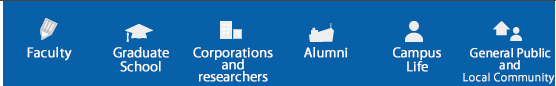 Faculty
Graduate
School
Corporations
and
researchers
Alumni
Campus
Life
General Public
and
Local Community